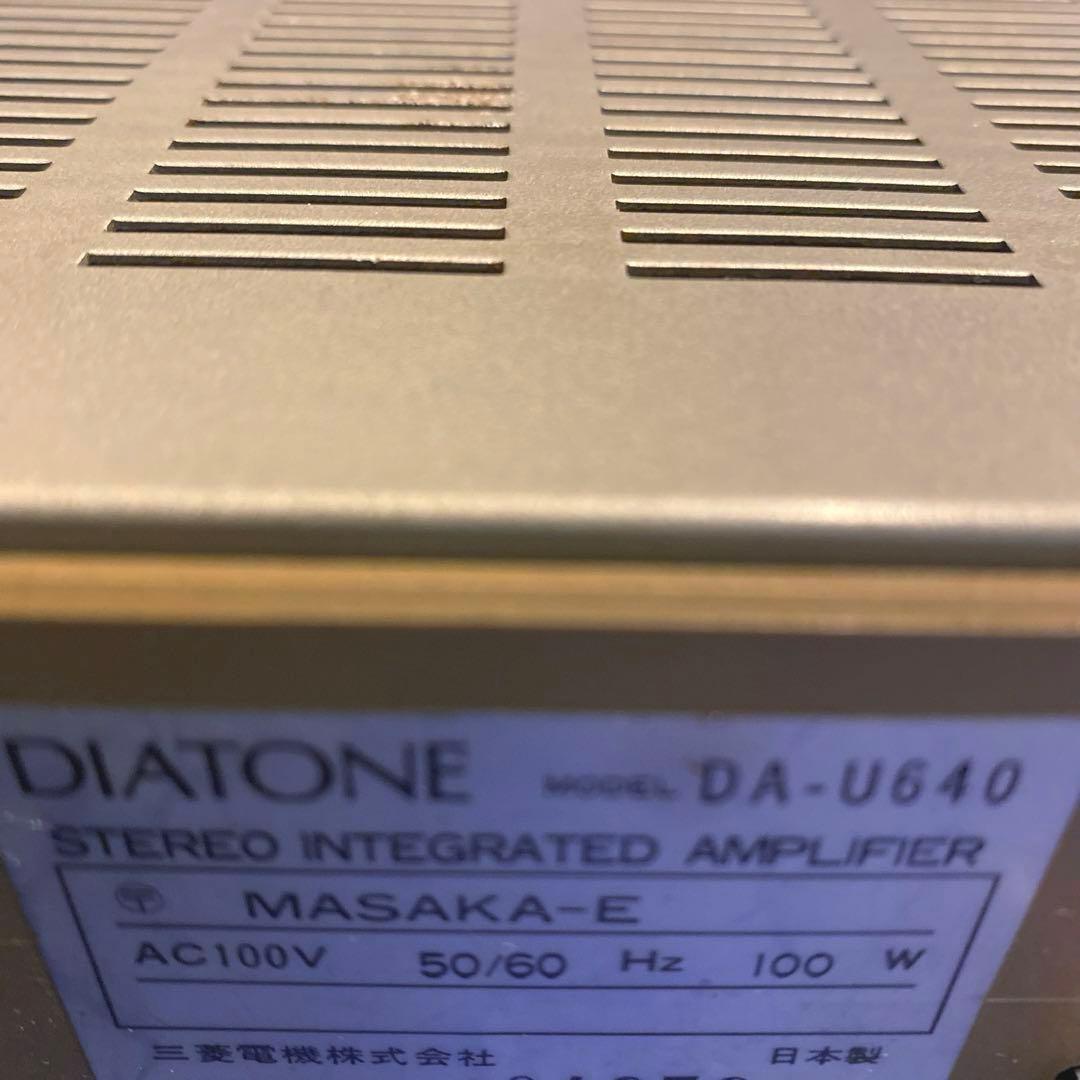 DIATONE MODEL DA-U640
STEREO INTEGRATED AMPLIFIER
〒 MASAKA-E
AC100V 50/60 Hz 100 W
三菱電機株式会社 日本製